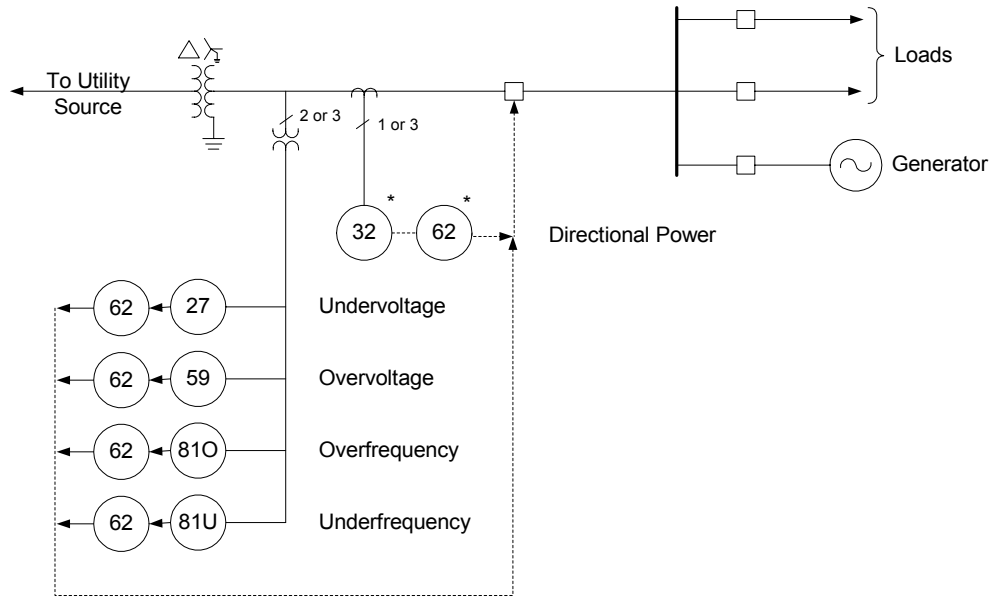 Loads
To Utility
Source
2 or 3
1 or 3
Generator
* *
32 62 Directional Power
62 27 Undervoltage
62 59 Overvoltage
62 81O Overfrequency
62 81U Underfrequency